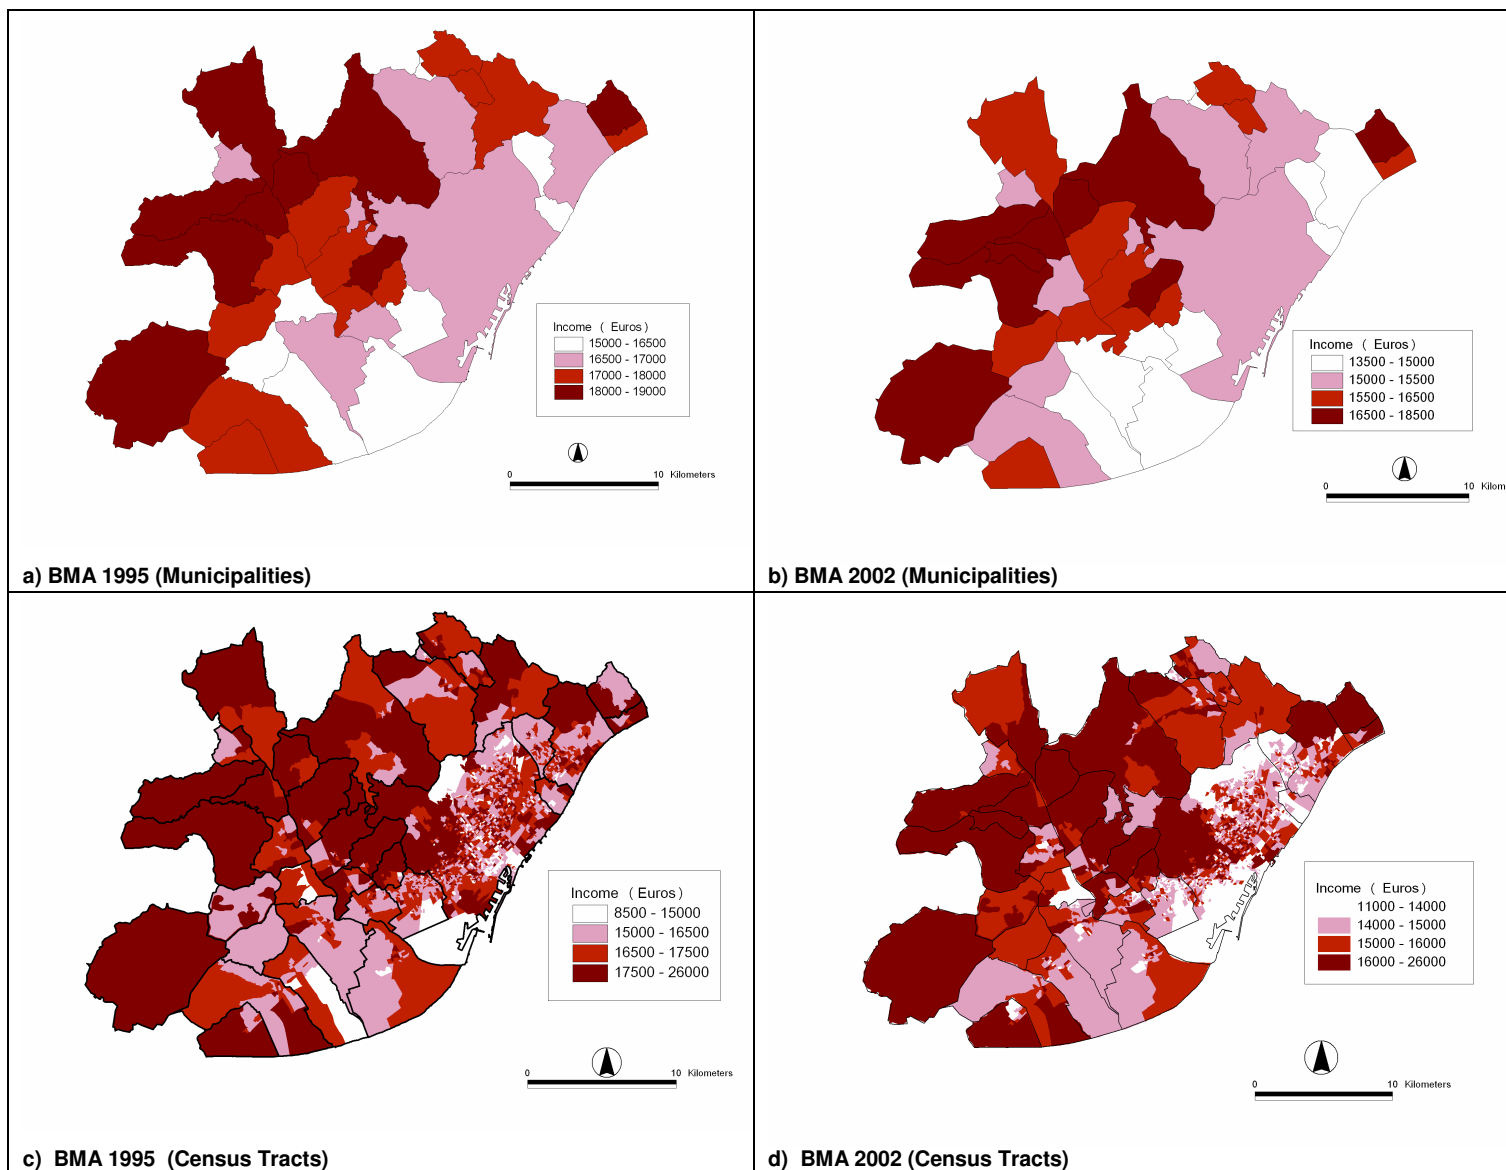 Income ( Euros)
15000 - 16500
16500 - 17000
17000 - 18000
18000 - 19000
0 10 Kilometers
a) BMA 1995 (Municipalities)
Income ( Euros)
13500 - 15000
15000 - 15500
15500 - 16500
16500 - 18500
0 10 Kilom
b) BMA 2002 (Municipalities)
Income ( Euros)
8500 - 15000
15000 - 16500
16500 - 17500
17500 - 26000
0 10 Kilometers
c) BMA 1995 (Census Tracts)
Income ( Euros)
11000 - 14000
14000 - 15000
15000 - 16000
16000 - 26000
0 10 Kilometers
d) BMA 2002 (Census Tracts)